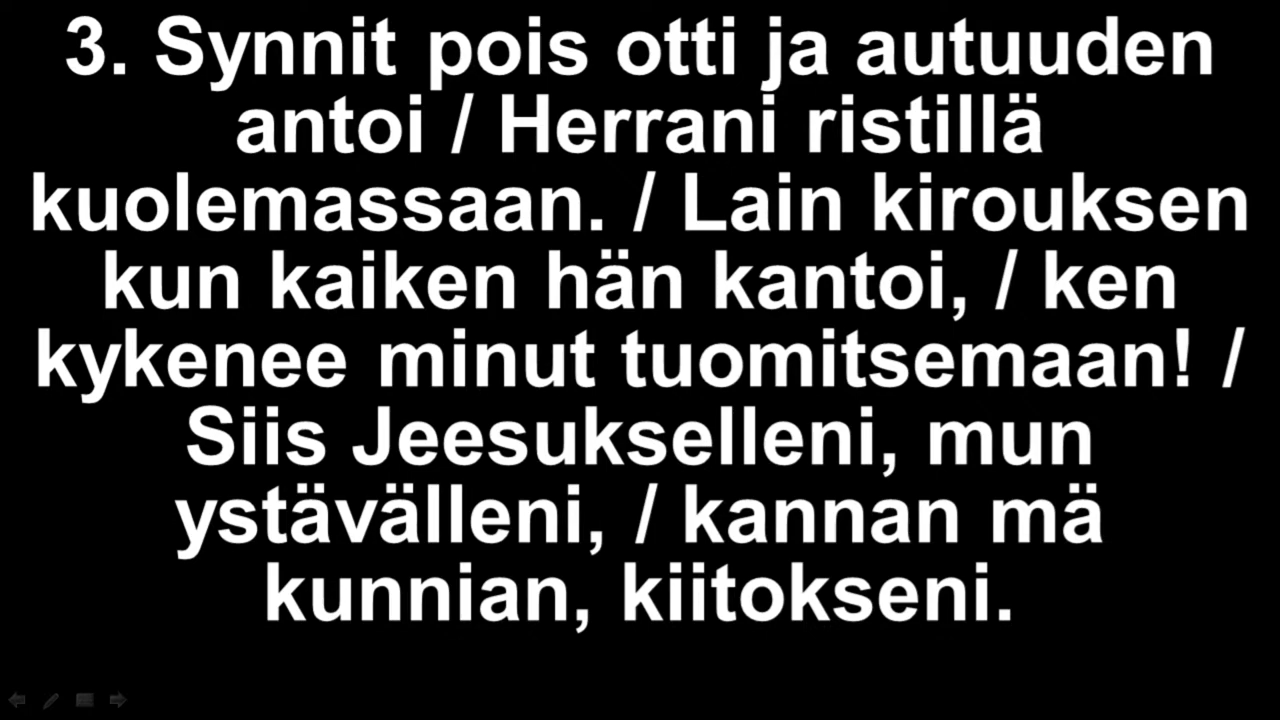 3. Synnit pois otti ja autuuden
antoi / Herrani ristillä
kuolemassaan. / Lain kirouksen
kun kaiken hän kantoi, / ken
kykenee minut tuomitsemaan! /
Siis Jeesukselleni, mun
ystävälleni, / kannan mä
kunnian, kiitokseni.